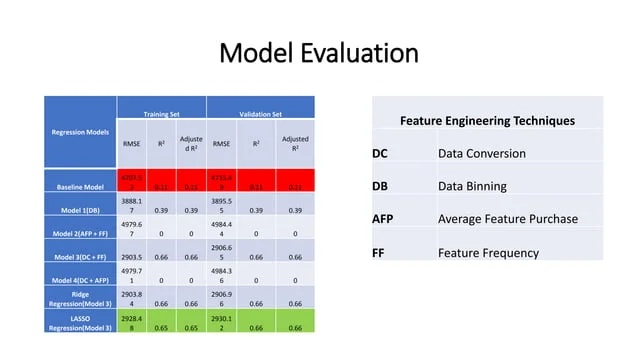 Model Evaluation
Regression Models
Training Set
Validation Set
RMSE R² Adjuste RMSE R² Adjusted
d R² R²
Baseline Model 0.11 0.11 0.11 0.11
Model 1(DB) 3888.1
7 0.39 0.39 3895.5
5 0.39 0.39
Model 2(AFP + FF) 4979.6
7 0 0 4984.4
4 0 0
Model 3(DC + FF) 2903.5 0.66 0.66 2906.6
5 0.66 0.66
Model 4(DC + AFP) 4979.7
1 0 0 4984.3
6 0 0
Ridge
Regression(Model 3) 2903.8
4 0.66 0.66 2906.9
6 0.66 0.66
LASSO
Regression(Model 3) 2928.4
8 0.65 0.65 2930.1
2 0.66 0.66
Feature Engineering Techniques
DC Data Conversion
DB Data Binning
AFP Average Feature Purchase
FF Feature Frequency